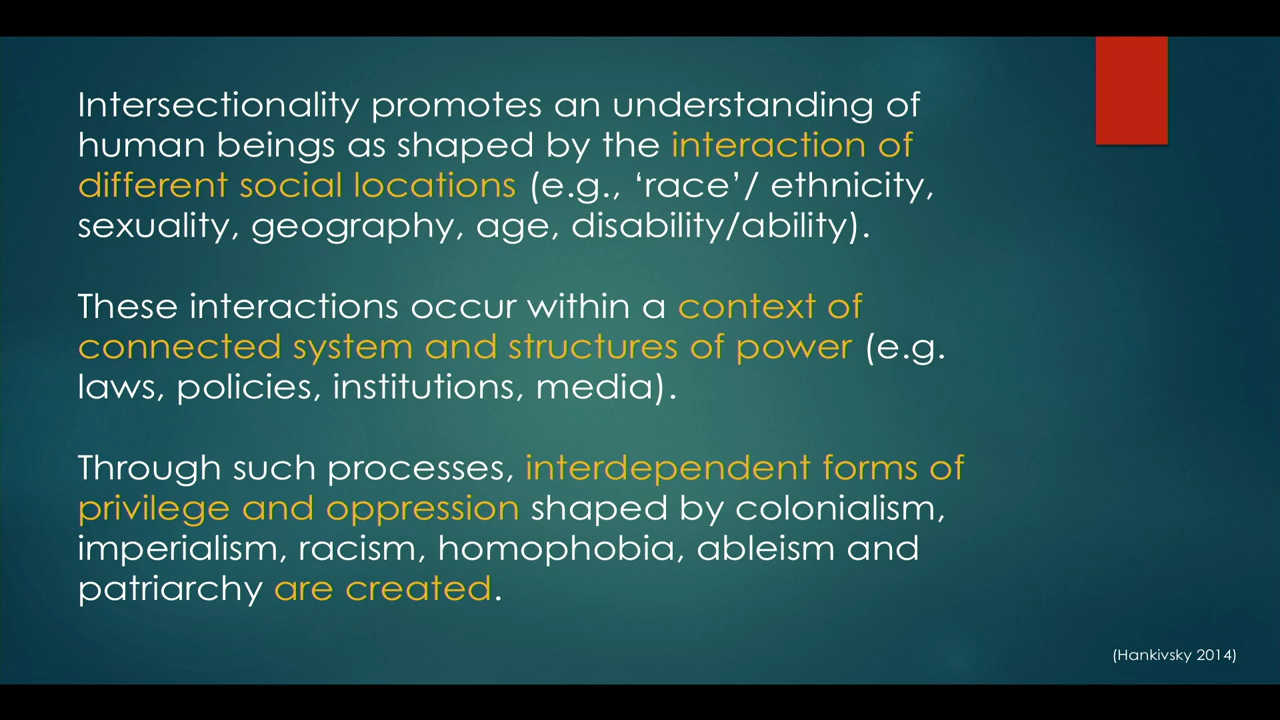 Intersectionality promotes an understanding of
human beings as shaped by the interaction of
different social locations (e.g., ‘race’/ ethnicity,
sexuality, geography, age, disability/ability).
These interactions occur within a context of
connected system and structures of power (e.g.
laws, policies, institutions, media).
Through such processes, interdependent forms of
privilege and oppression shaped by colonialism,
imperialism, racism, homophobia, ableism and
patriarchy are created.
(Hankivsky 2014)